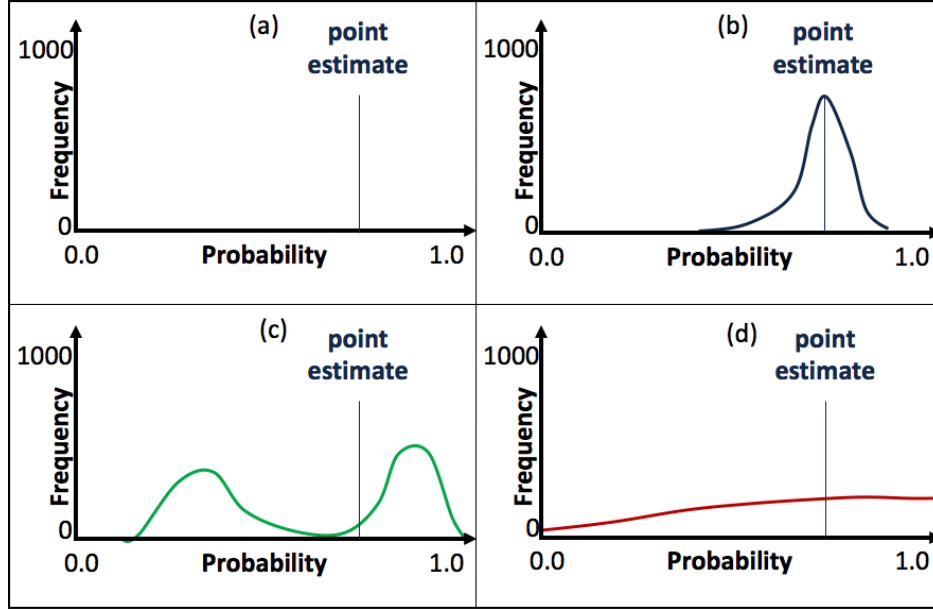 (a)
point
estimate
1000
Frequency
0
0.0
Probability
1.0
(b)
point
estimate
1000
Frequency
0
0.0
Probability
1.0
(c)
point
estimate
1000
Frequency
0
0.0
Probability
1.0
(d)
point
estimate
1000
Frequency
0
0.0
Probability
1.0